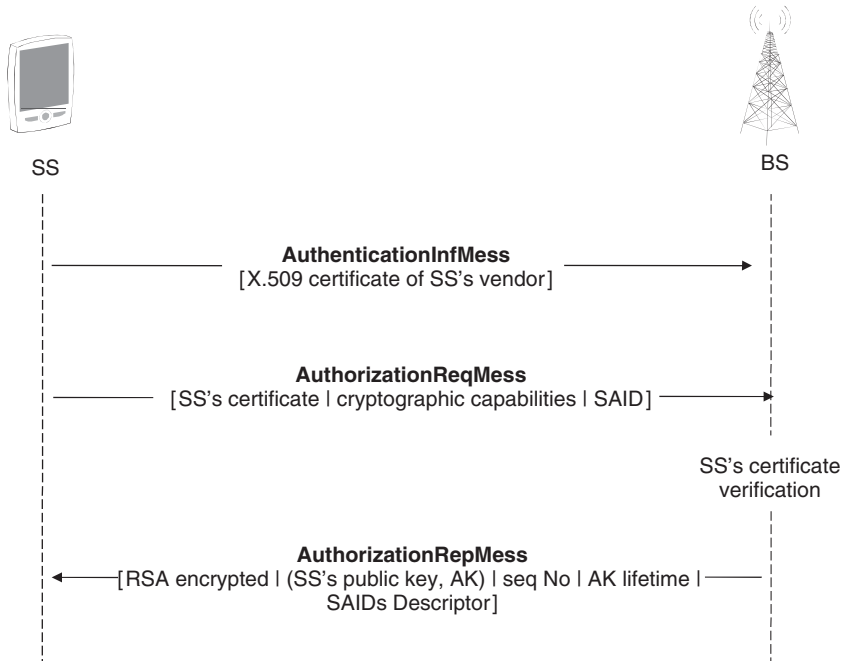 SS
BS
AuthenticationInfMess
[X.509 certificate of SS's vendor]
AuthorizationReqMess
[SS's certificate | cryptographic capabilities | SAID]
SS's certificate
verification
AuthorizationRepMess
[RSA encrypted | (SS's public key, AK) | seq No | AK lifetime |
SAIDs Descriptor]